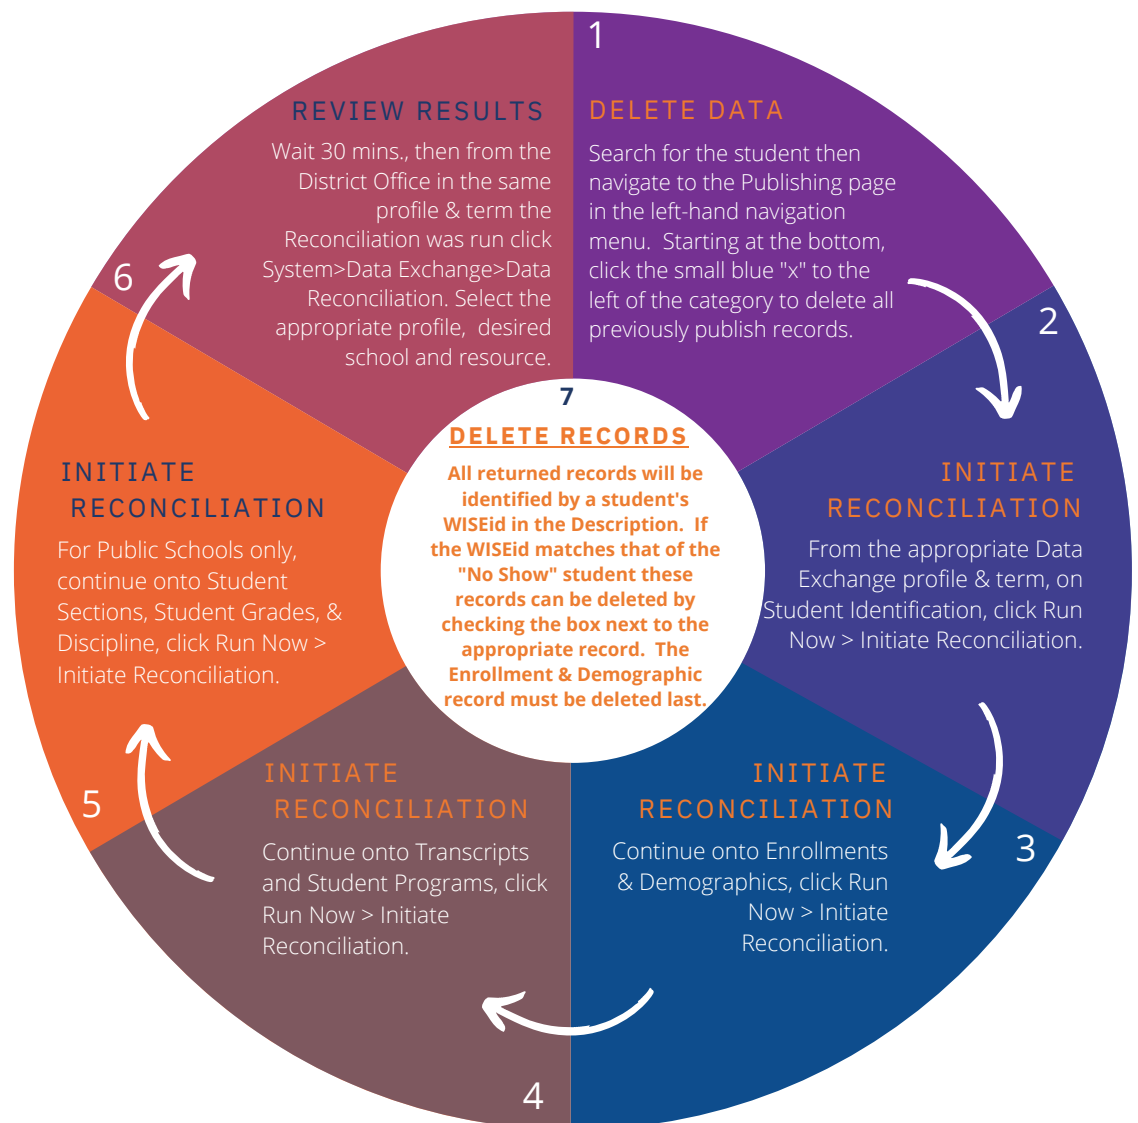 1
DELETE DATA
Search for the student then
navigate to the Publishing page
in the left-hand navigation
menu.  Starting at the bottom,
click the small blue "x" to the
left of the category to delete all
previously publish records.
2
INITIATE
RECONCILIATION
From the appropriate Data
Exchange profile & term, on
Student Identification, click Run
Now > Initiate Reconciliation.
3
INITIATE
RECONCILIATION
Continue onto Enrollments
& Demographics, click Run
Now > Initiate
Reconciliation.
4
INITIATE
RECONCILIATION
Continue onto Transcripts
and Student Programs, click
Run Now > Initiate
Reconciliation.
5
INITIATE
RECONCILIATION
For Public Schools only,
continue onto Student
Sections, Student Grades, &
Discipline, click Run Now >
Initiate Reconciliation.
6
REVIEW RESULTS
Wait 30 mins., then from the
District Office in the same
profile & term the
Reconciliation was run click
System>Data Exchange>Data
Reconciliation. Select the
appropriate profile,  desired
school and resource.
7
DELETE RECORDS
All returned records will be
identified by a student's
WISEid in the Description.  If
the WISEid matches that of the
"No Show" student these
records can be deleted by
checking the box next to the
appropriate record.  The
Enrollment & Demographic
record must be deleted last.